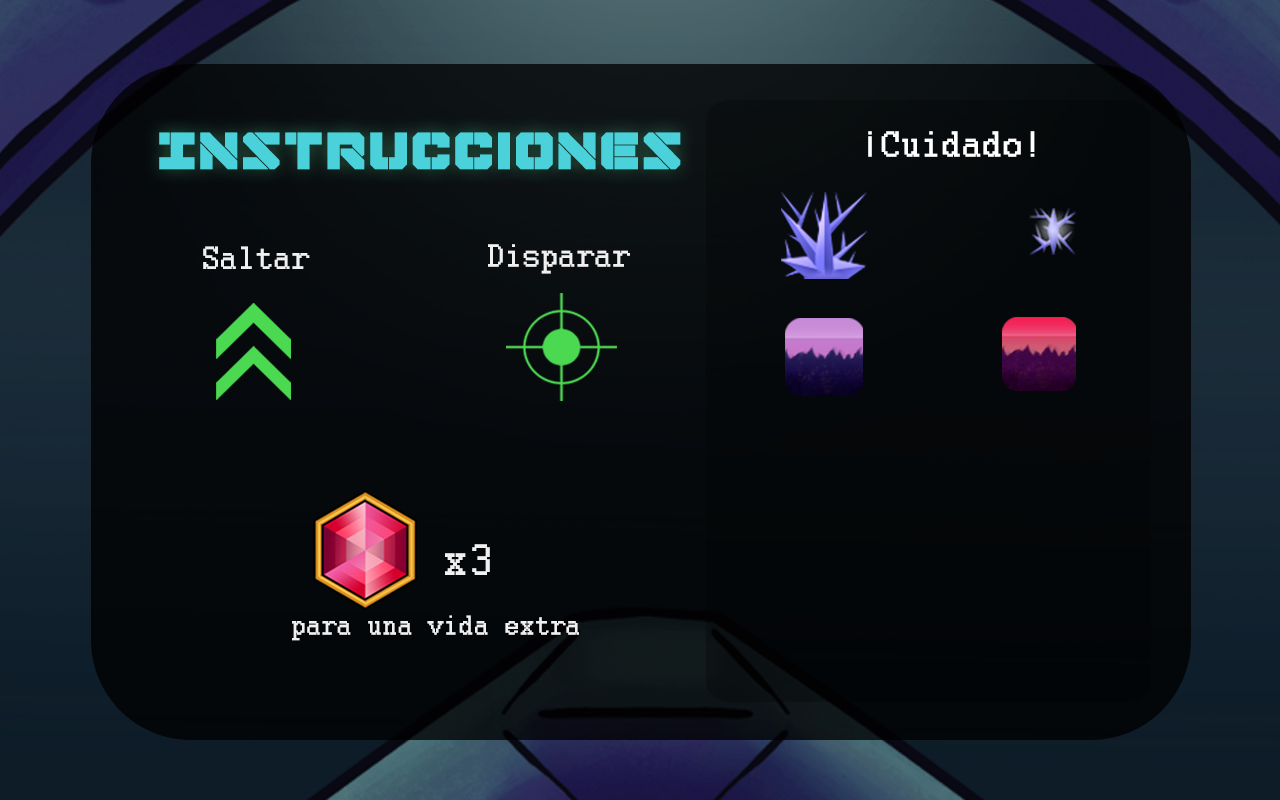 INSTRUCCIONES
Saltar
Disparar
x3
para una vida extra
¡Cuidado!